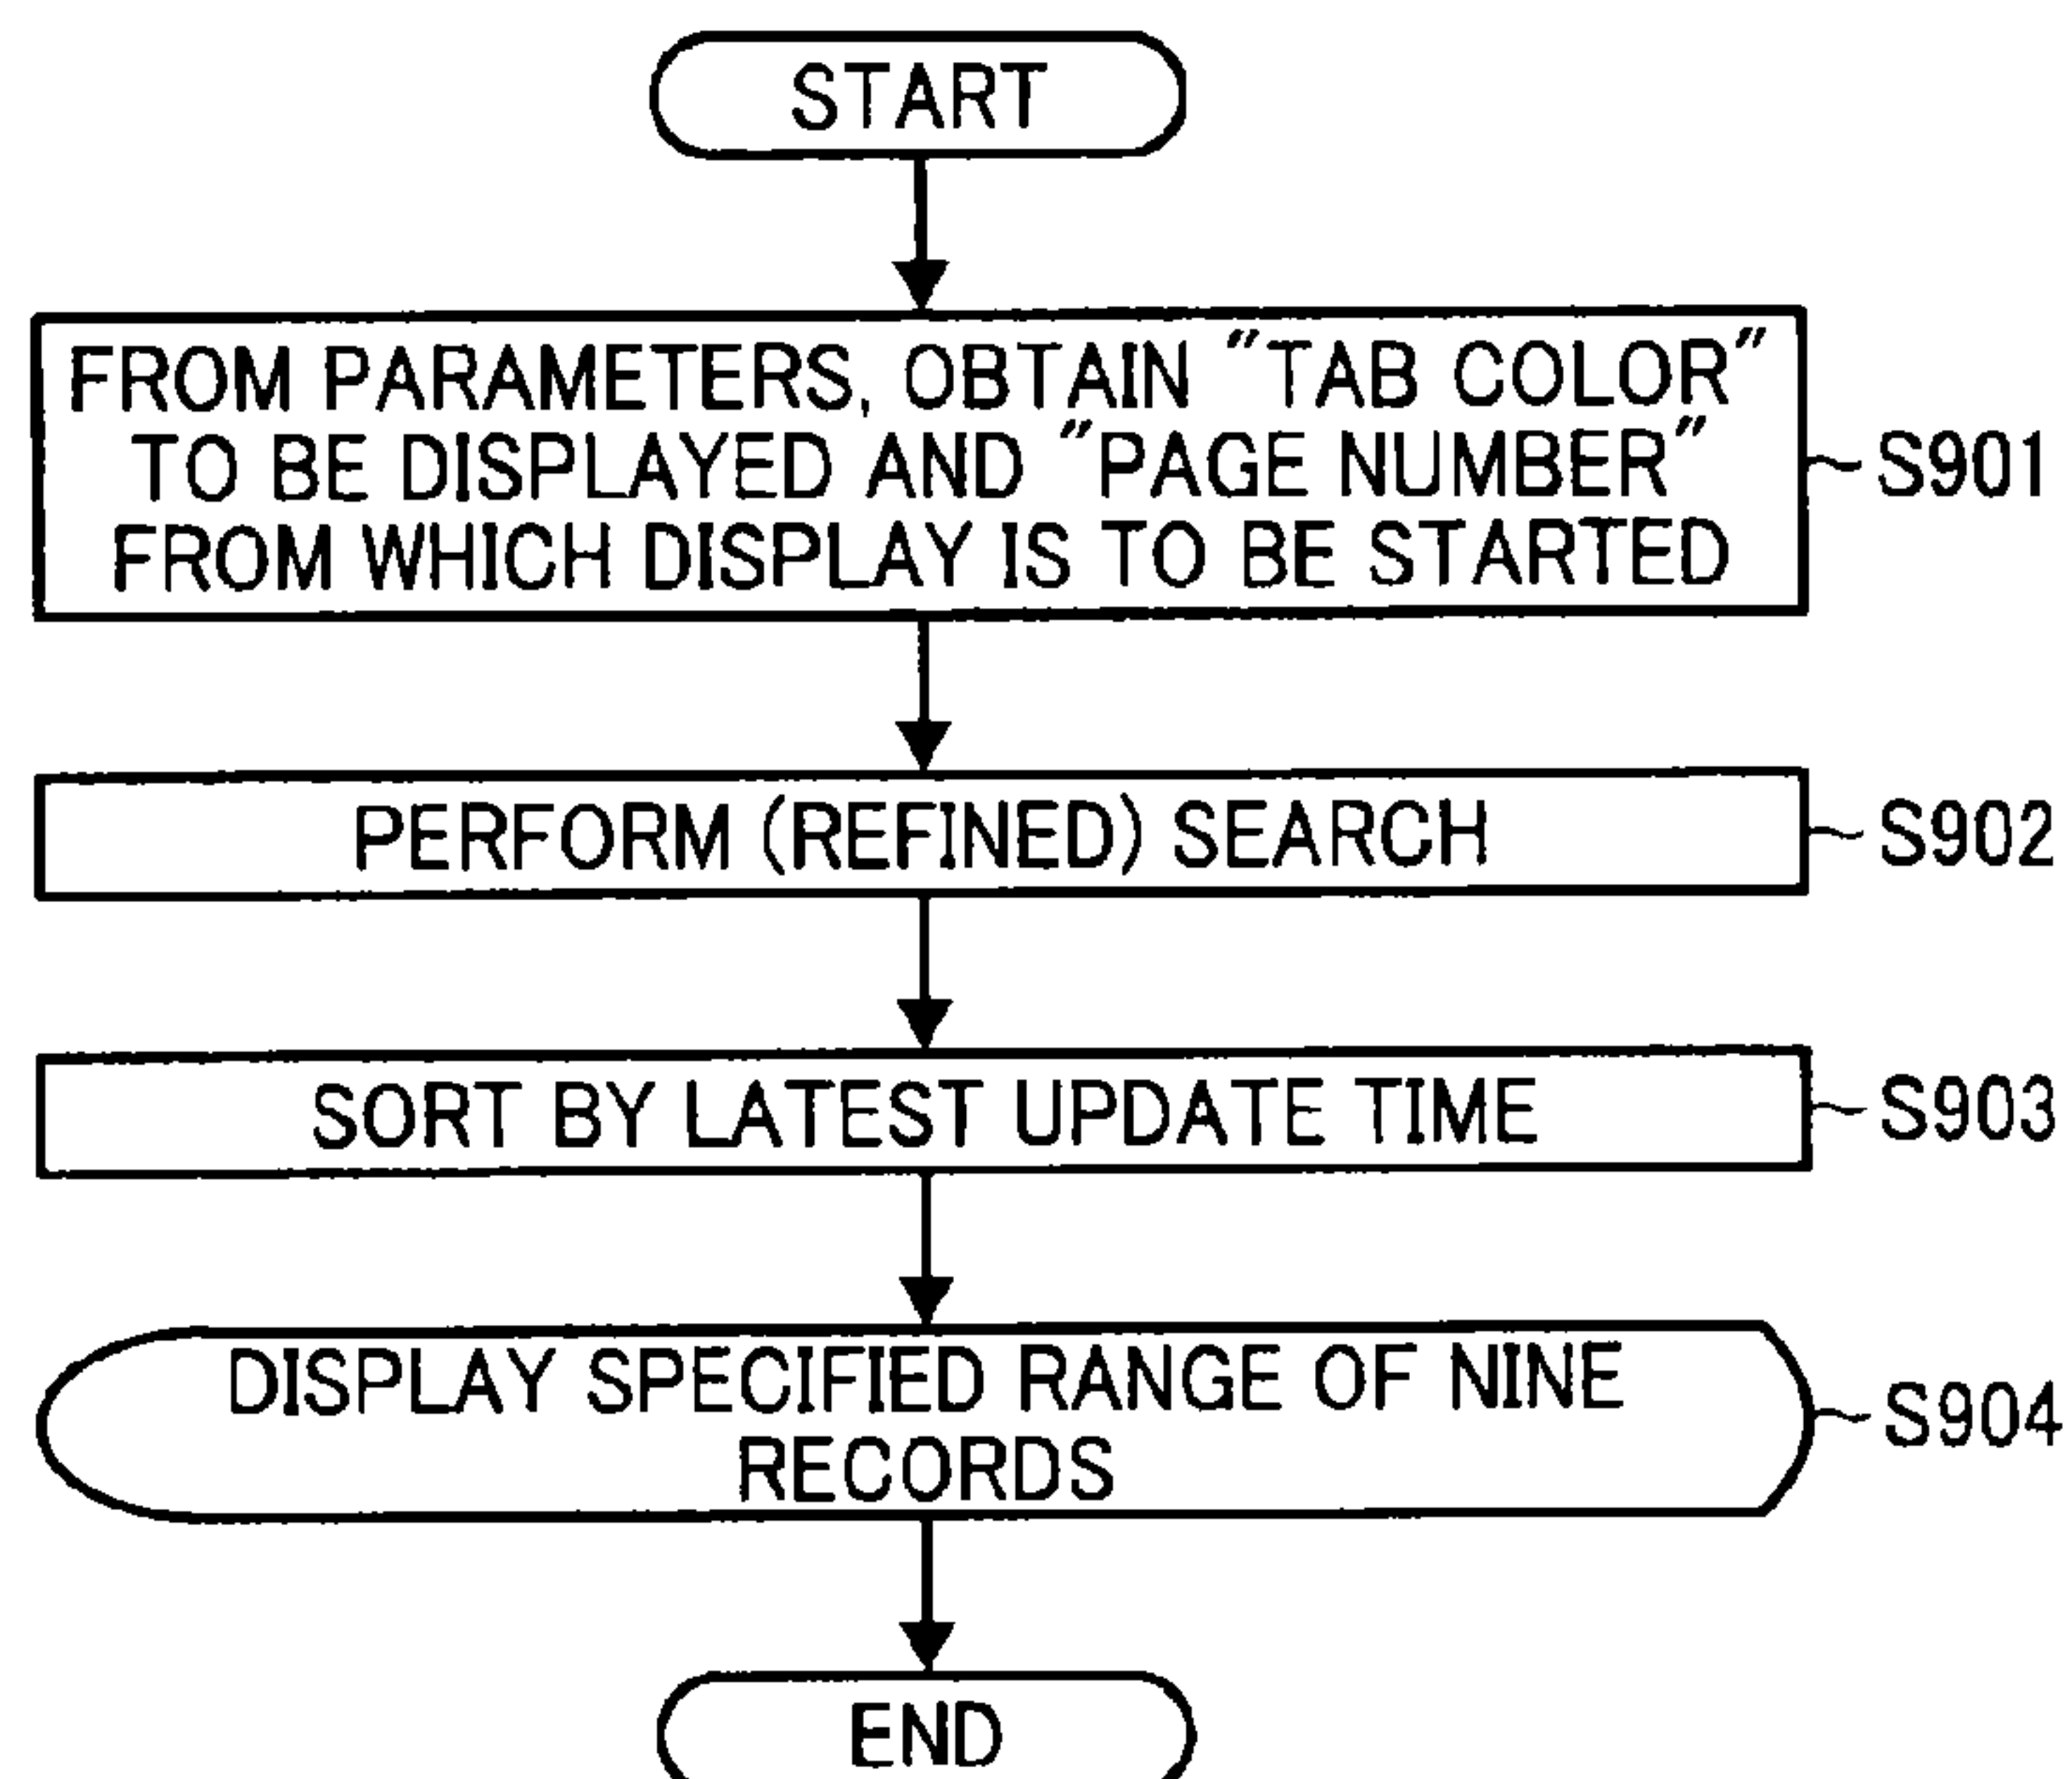 START
FROM PARAMETERS, OBTAIN "TAB COLOR"
TO BE DISPLAYED AND "PAGE NUMBER"
FROM WHICH DISPLAY IS TO BE STARTED
S901
PERFORM (REFINED) SEARCH
S902
SORT BY LATEST UPDATE TIME
S903
DISPLAY SPECIFIED RANGE OF NINE
RECORDS
S904
END